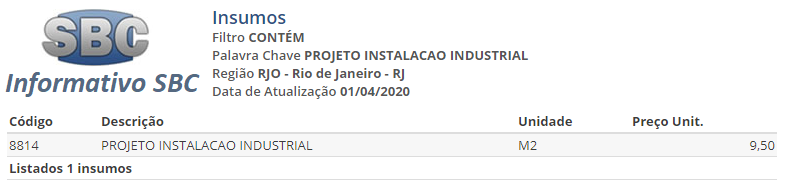 SBC
Informativo SBC
Insumos
Filtro CONTÉM
Palavra Chave PROJETO INSTALACAO INDUSTRIAL
Região RJO - Rio de Janeiro - RJ
Data de Atualização 01/04/2020
Código Descrição Unidade Preço Unit.
8814 PROJETO INSTALACAO INDUSTRIAL M2 9,50
Listados 1 insumos